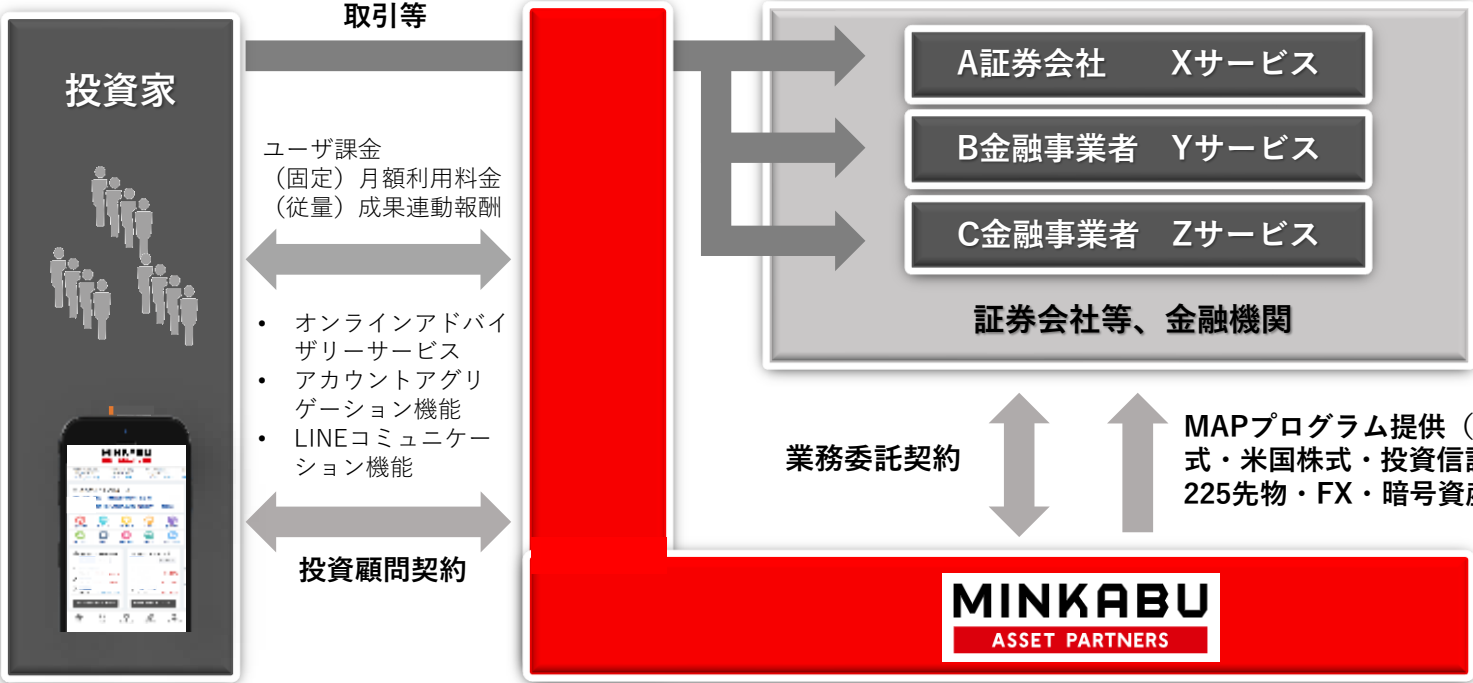 取引等
投資家
ユーザ課金
（固定）月額利用料金
（従量）成果連動報酬
• オンラインアドバイ
ザリーサービス
• アカウントアグリ
ゲーション機能
• LINEコミュニケー
ション機能
投資顧問契約
A証券会社　Xサービス
B金融事業者　Yサービス
C金融事業者　Zサービス
証券会社等、金融機関
業務委託契約
MAPプログラム提供（
式・米国株式・投資信託
225先物・FX・暗号資産
MINKABU
ASSET PARTNERS
MINKABU